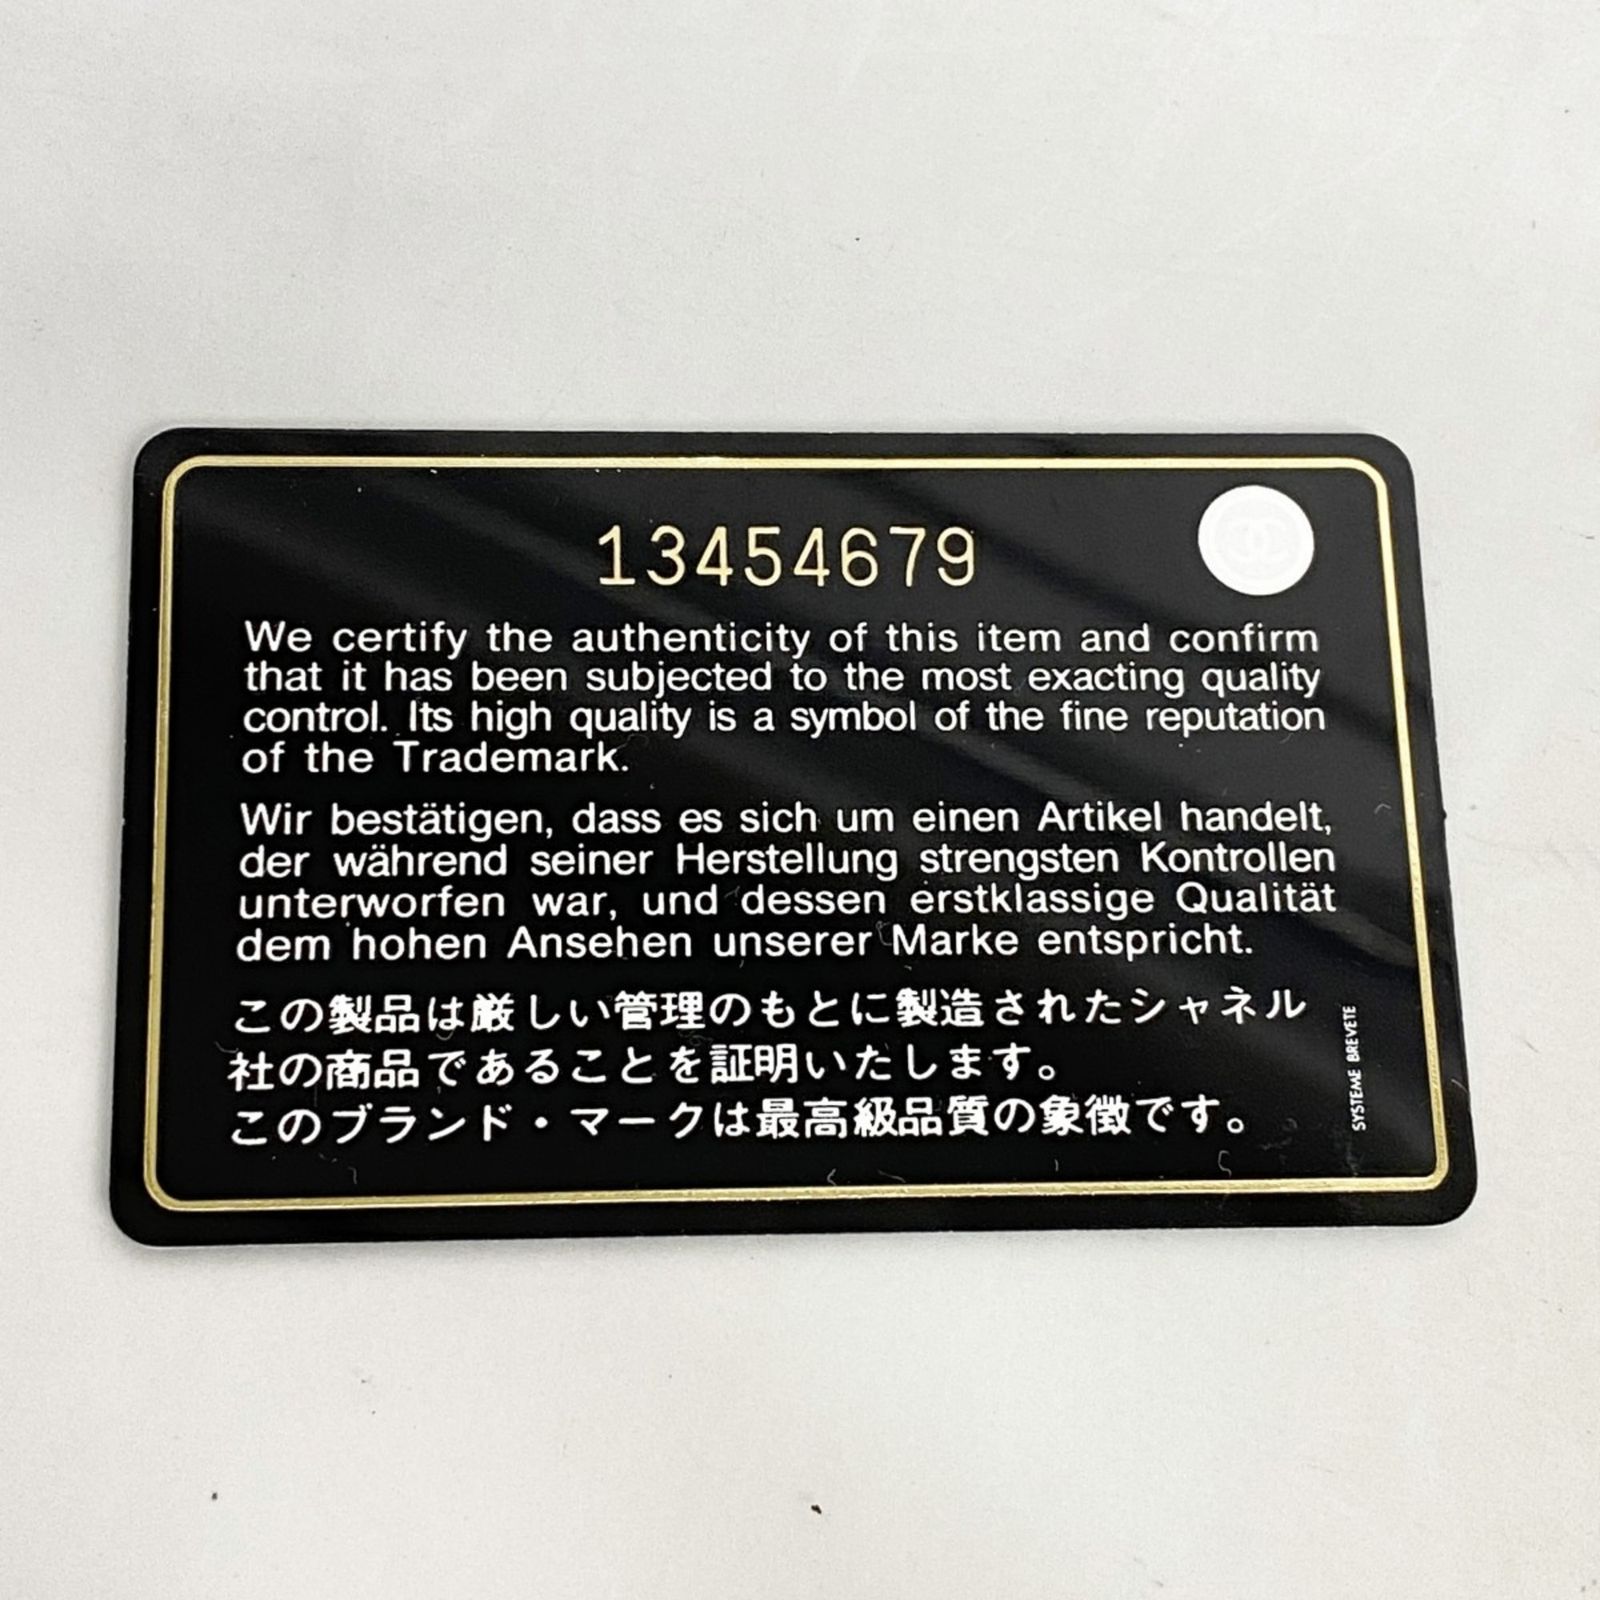 13454679
We certify the authenticity of this item and confirm
that it has been subjected to the most exacting quality
control. Its high quality is a symbol of the fine reputation
of the Trademark.
Wir bestätigen, dass es sich um einen Artikel handelt,
der während seiner Herstellung strengsten Kontrollen
unterworfen war, und dessen erstklassige Qualität
dem hohen Ansehen unserer Marke entspricht.
この製品は厳しい管理のもとに製造されたシャネル
社の商品であることを証明いたします。
このブランド・マークは最高級品質の象徴です。
SYSTEME BREVETE